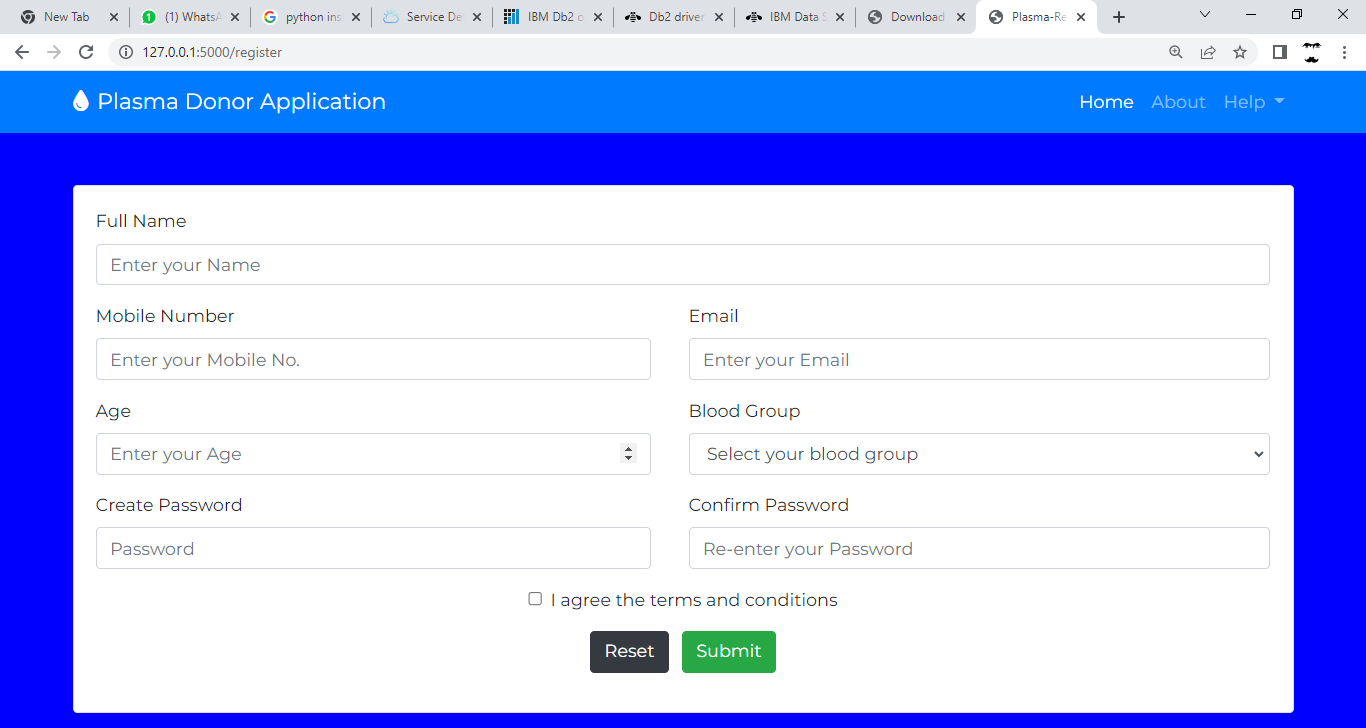 New Tab (1) WhatsA python ins Service De IBM Db2 o Db2 driver IBM Data S Download Plasma-Re
127.0.0.1:5000/register
Plasma Donor Application Home About Help
Full Name
Enter your Name
Mobile Number Email
Enter your Mobile No. Enter your Email
Age Blood Group
Enter your Age Select your blood group
Create Password Confirm Password
Password Re-enter your Password
I agree the terms and conditions
Reset Submit